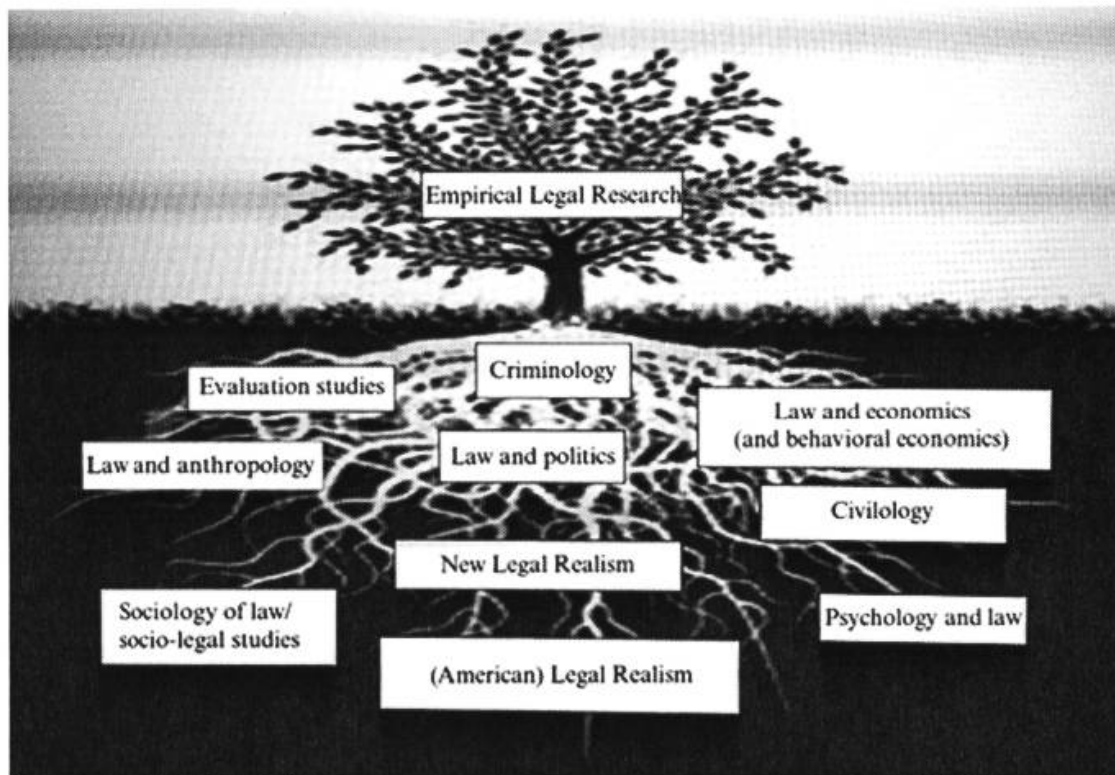 Empirical Legal Research
Criminology
Evaluation studies
Law and economics
(and behavioral economics)
Law and politics
Law and anthropology
Civilology
New Legal Realism
Sociology of law/
socio-legal studies
Psychology and law
(American) Legal Realism